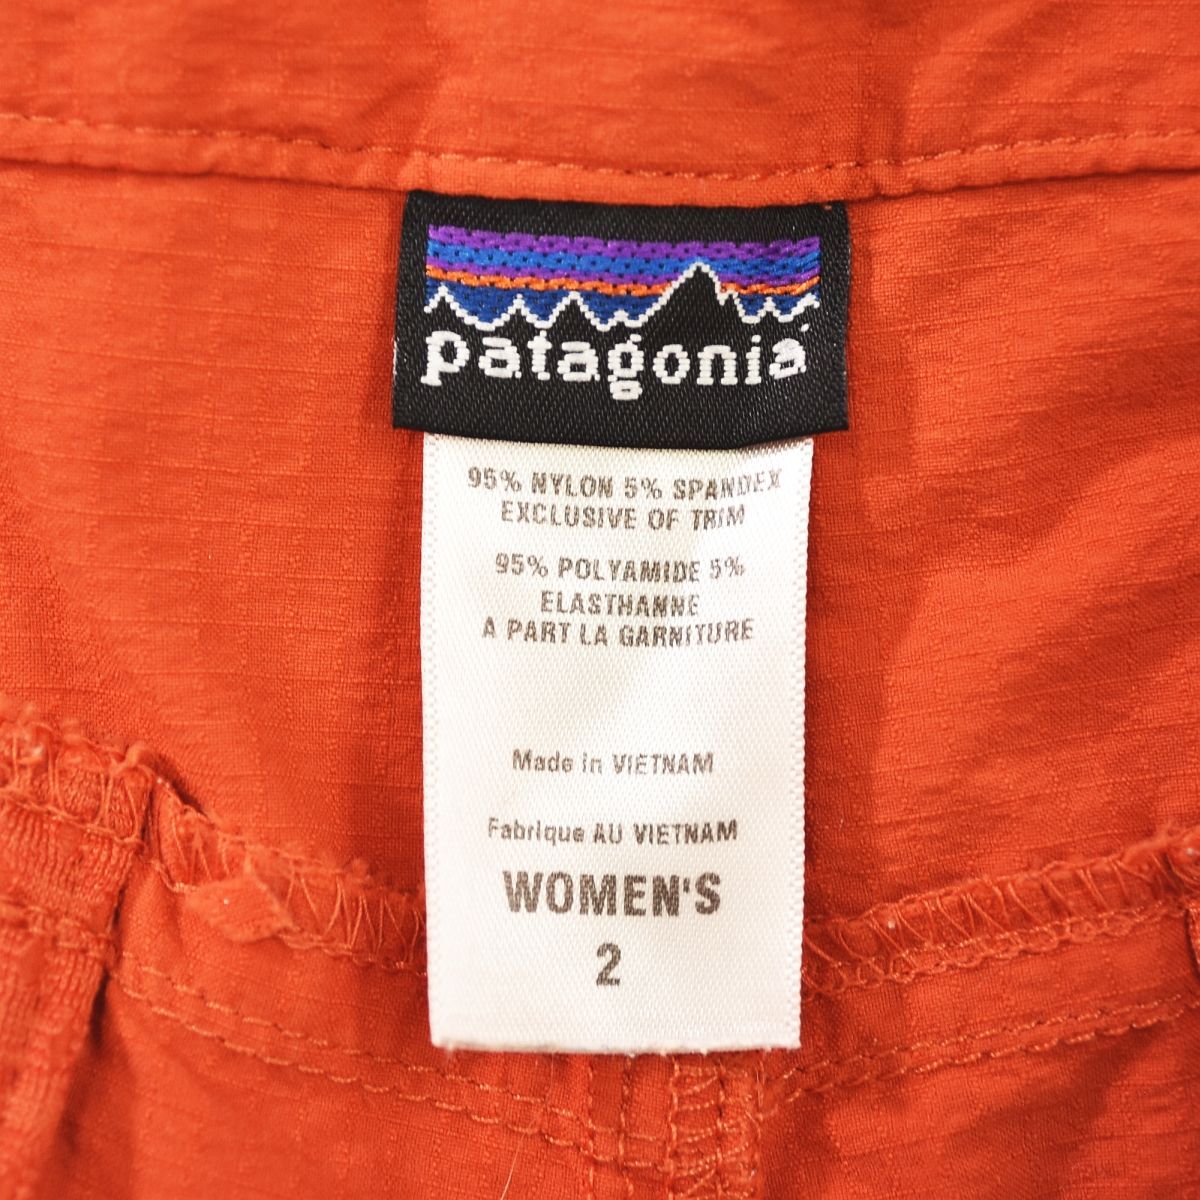 patagonia
95% NYLON 5% SPANDEX
EXCLUSIVE OF TRIM
95% POLYAMIDE 5%
ELASTHANNE
A PART LA GARNITURE
Made in VIETNAM
Fabrique AU VIETNAM
WOMEN'S
2